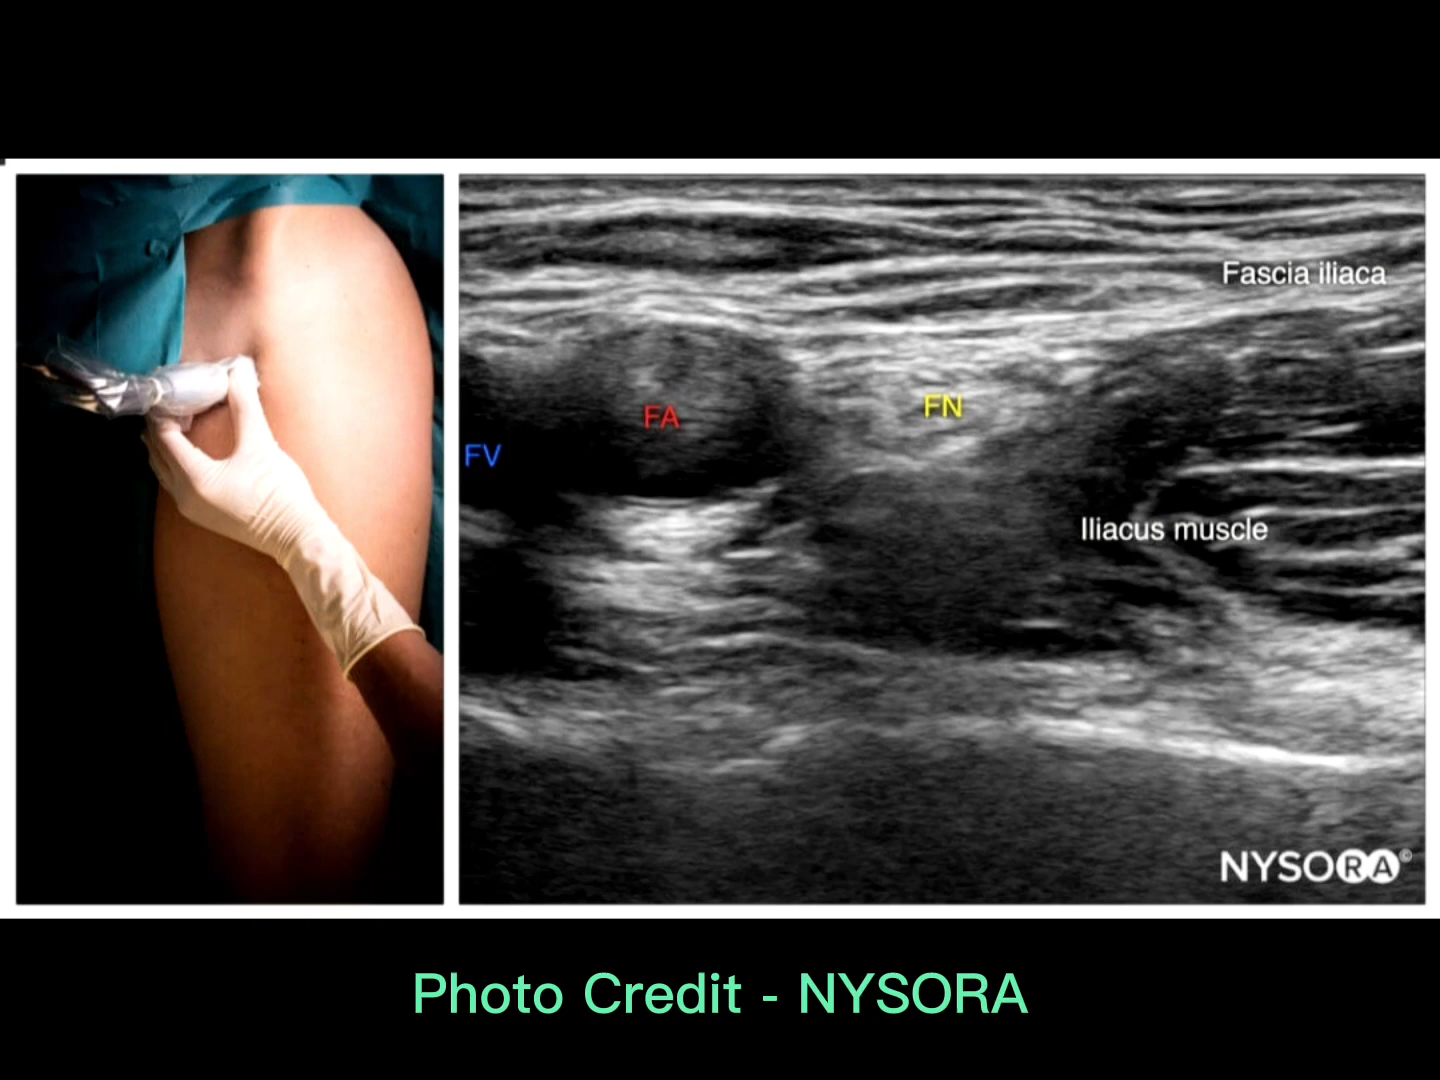 Fascia iliaca
FA
FN
FV
Iliacus muscle
NYSORA©
Photo Credit - NYSORA